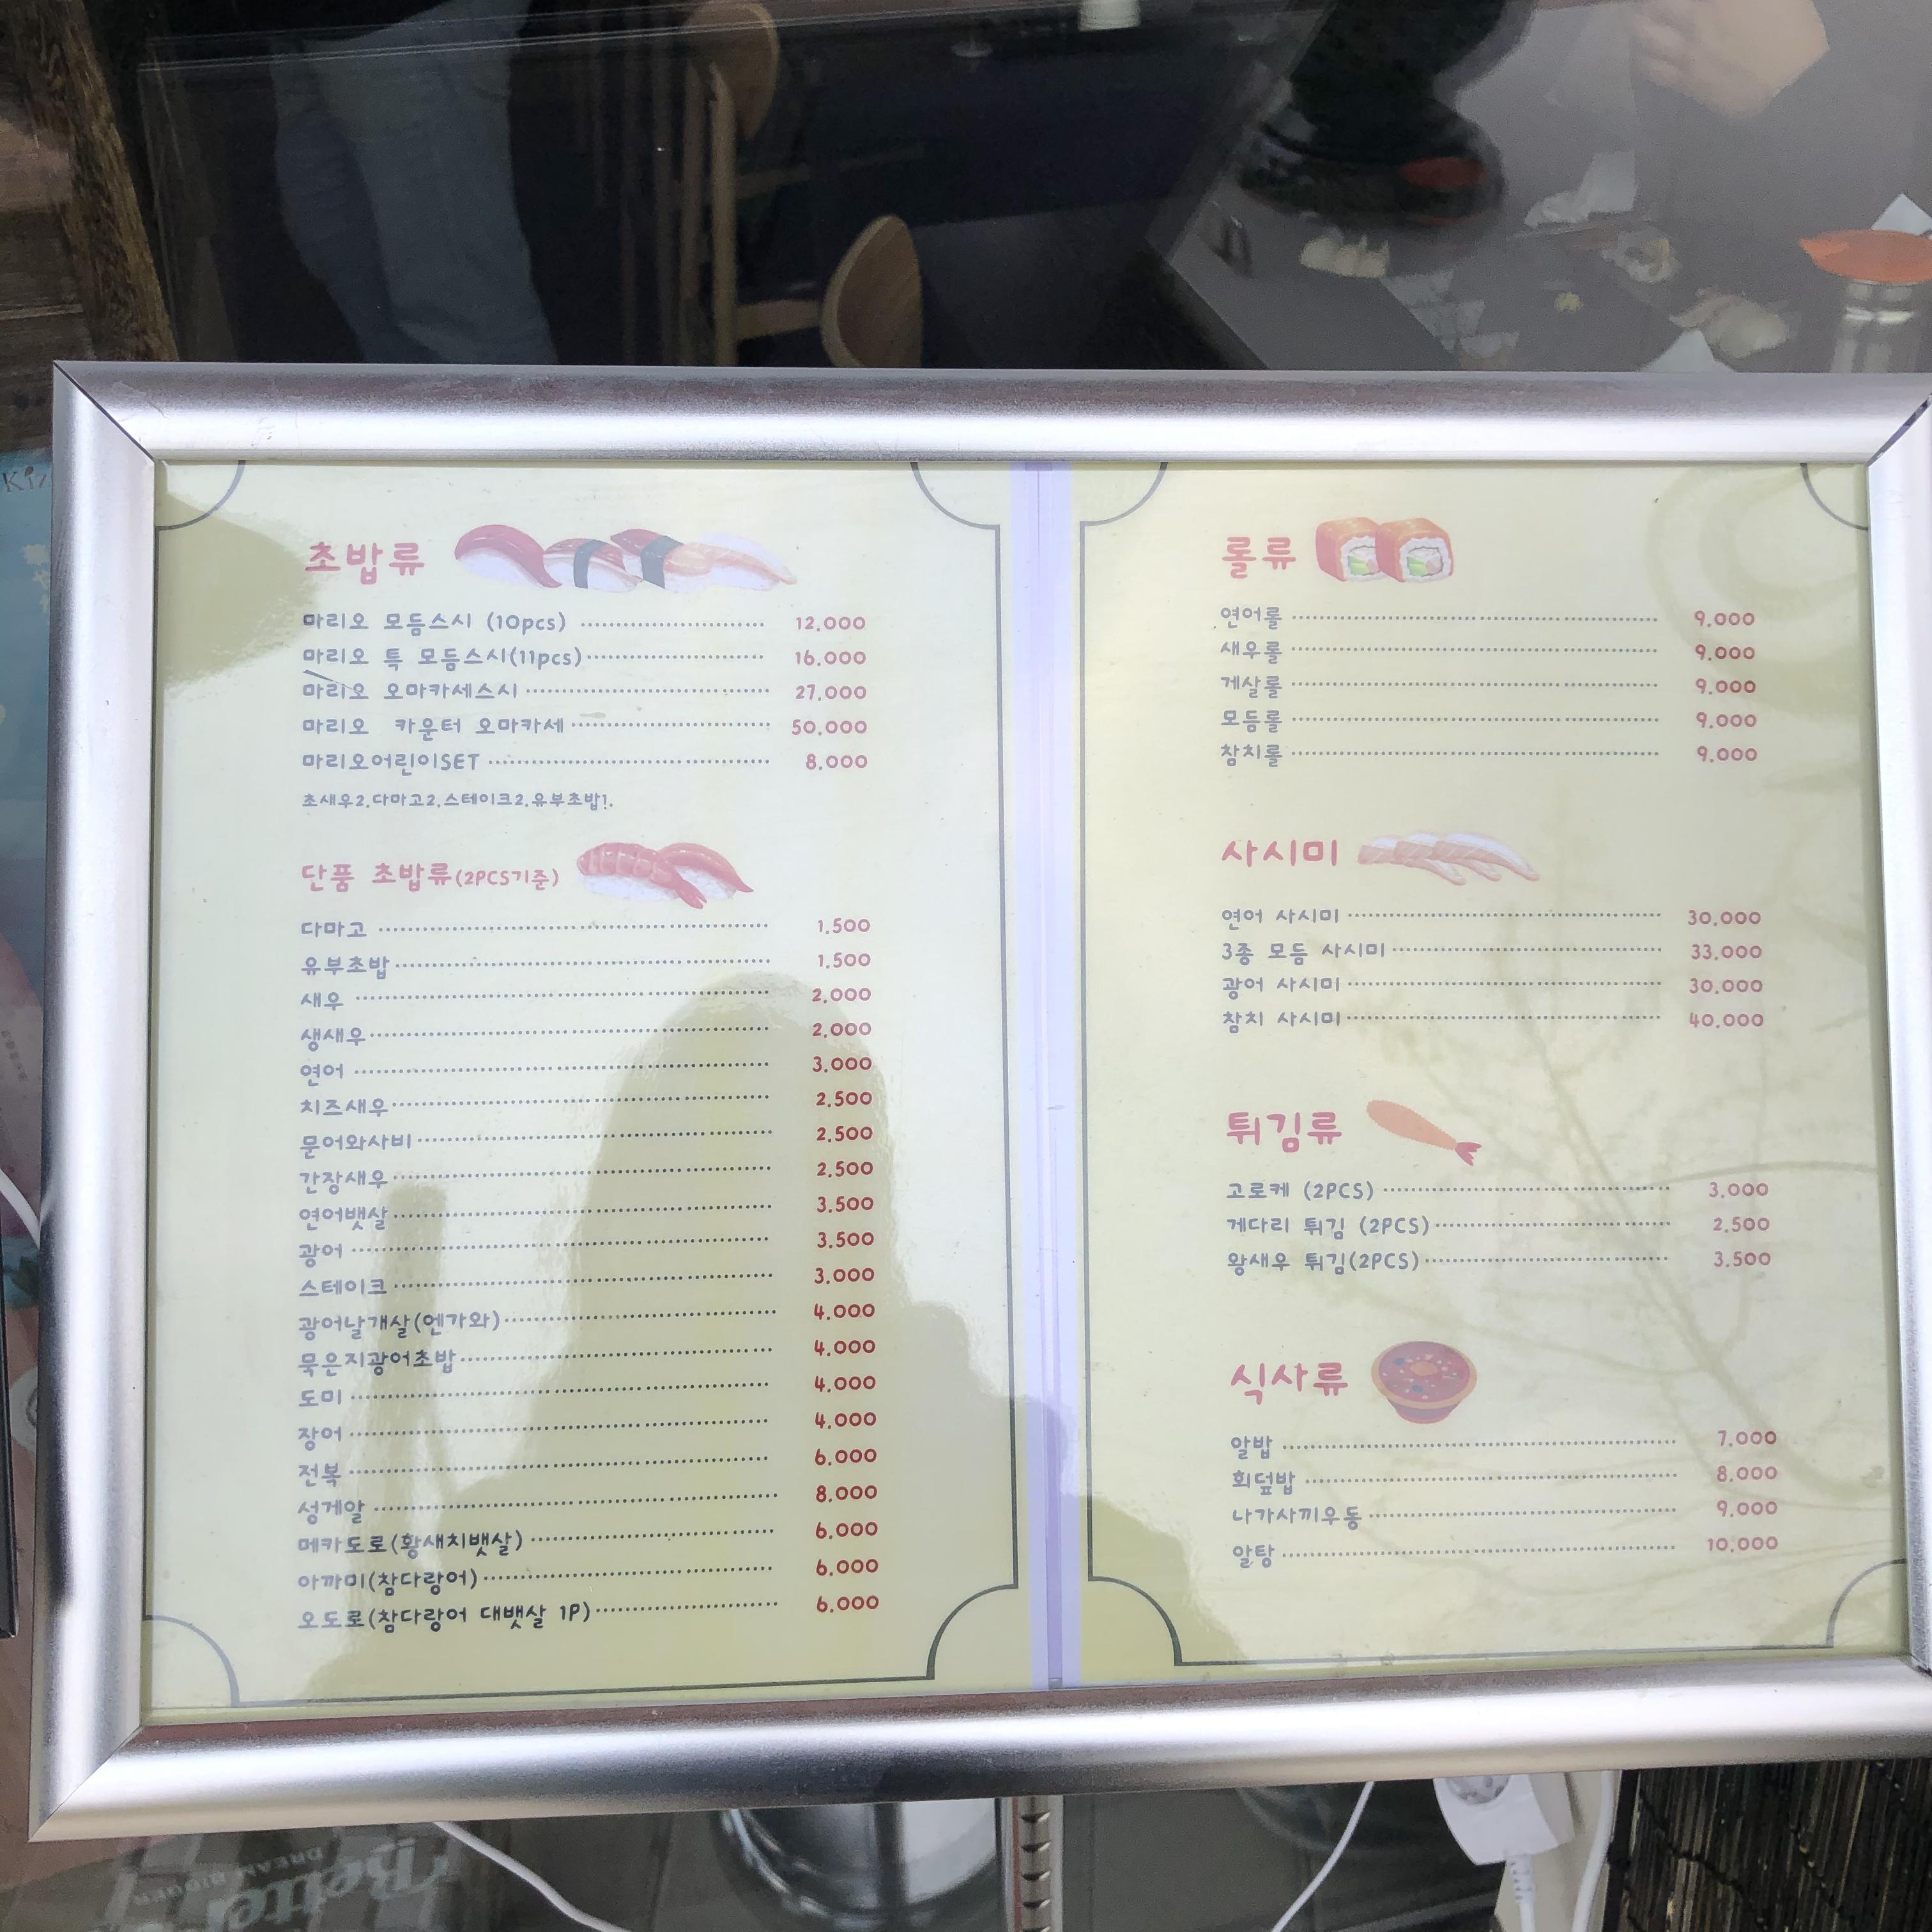 초밥류
마리오 모듬스시 (10pcs) 12,000
마리오 특 모듬스시(11pcs) 16,000
마리오 오마카세스시 27,000
마리오 카운터 오마카세 50,000
마리오어린이SET 8,000
초새우2,다마고2,스테이크2,유부초밥1.
단품 초밥류(2PCS기준)
다마고 1,500
유부초밥 1,500
새우 2,000
생새우 2,000
연어 3,000
치즈새우 2,500
문어와사비 2,500
간장새우 2,500
연어뱃살 3,500
광어 3,500
스테이크 3,000
광어날개살(엔가와) 4,000
묵은지광어초밥 4,000
도미 4,000
장어 4,000
전복 6,000
성게알 8,000
메카도로(황새치뱃살) 6,000
아까미(참다랑어) 6,000
오도로(참다랑어 대뱃살 1P) 6,000
롤류
연어롤 9,000
새우롤 9,000
게살롤 9,000
모듬롤 9,000
참치롤 9,000
사시미
연어 사시미 30,000
3종 모듬 사시미 33,000
광어 사시미 30,000
참치 사시미 40,000
튀김류
고로케 (2PCS) 3,000
게다리 튀김 (2PCS) 2,500
왕새우 튀김(2PCS) 3,500
식사류
알밥 7,000
회덮밥 8,000
나가사끼우동 9,000
알탕 10,000